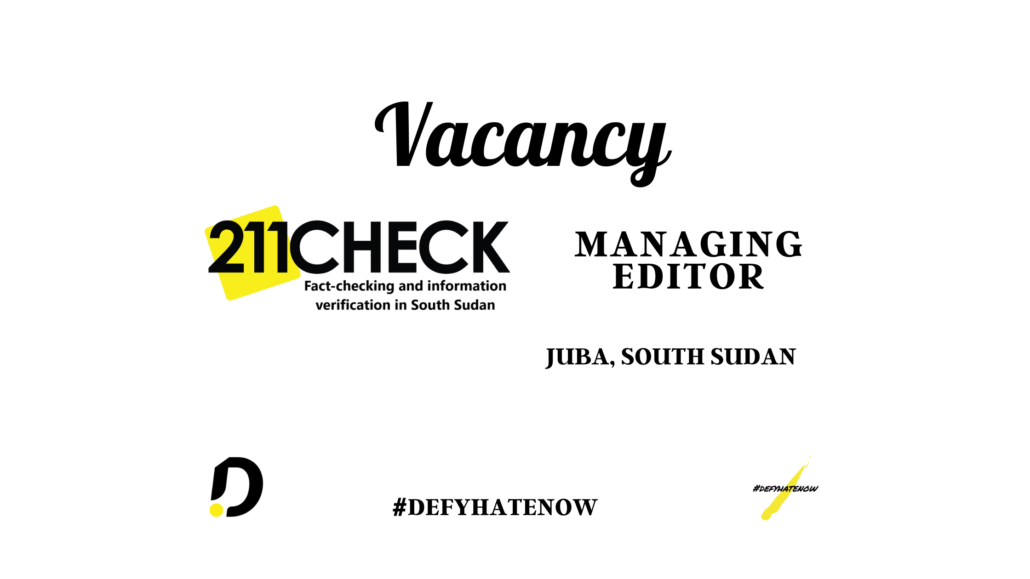 Vacancy
211CHECK
Fact-checking and information
verification in South Sudan
MANAGING
EDITOR
JUBA, SOUTH SUDAN
#DEFYHATENOW
#DEFYHATENOW